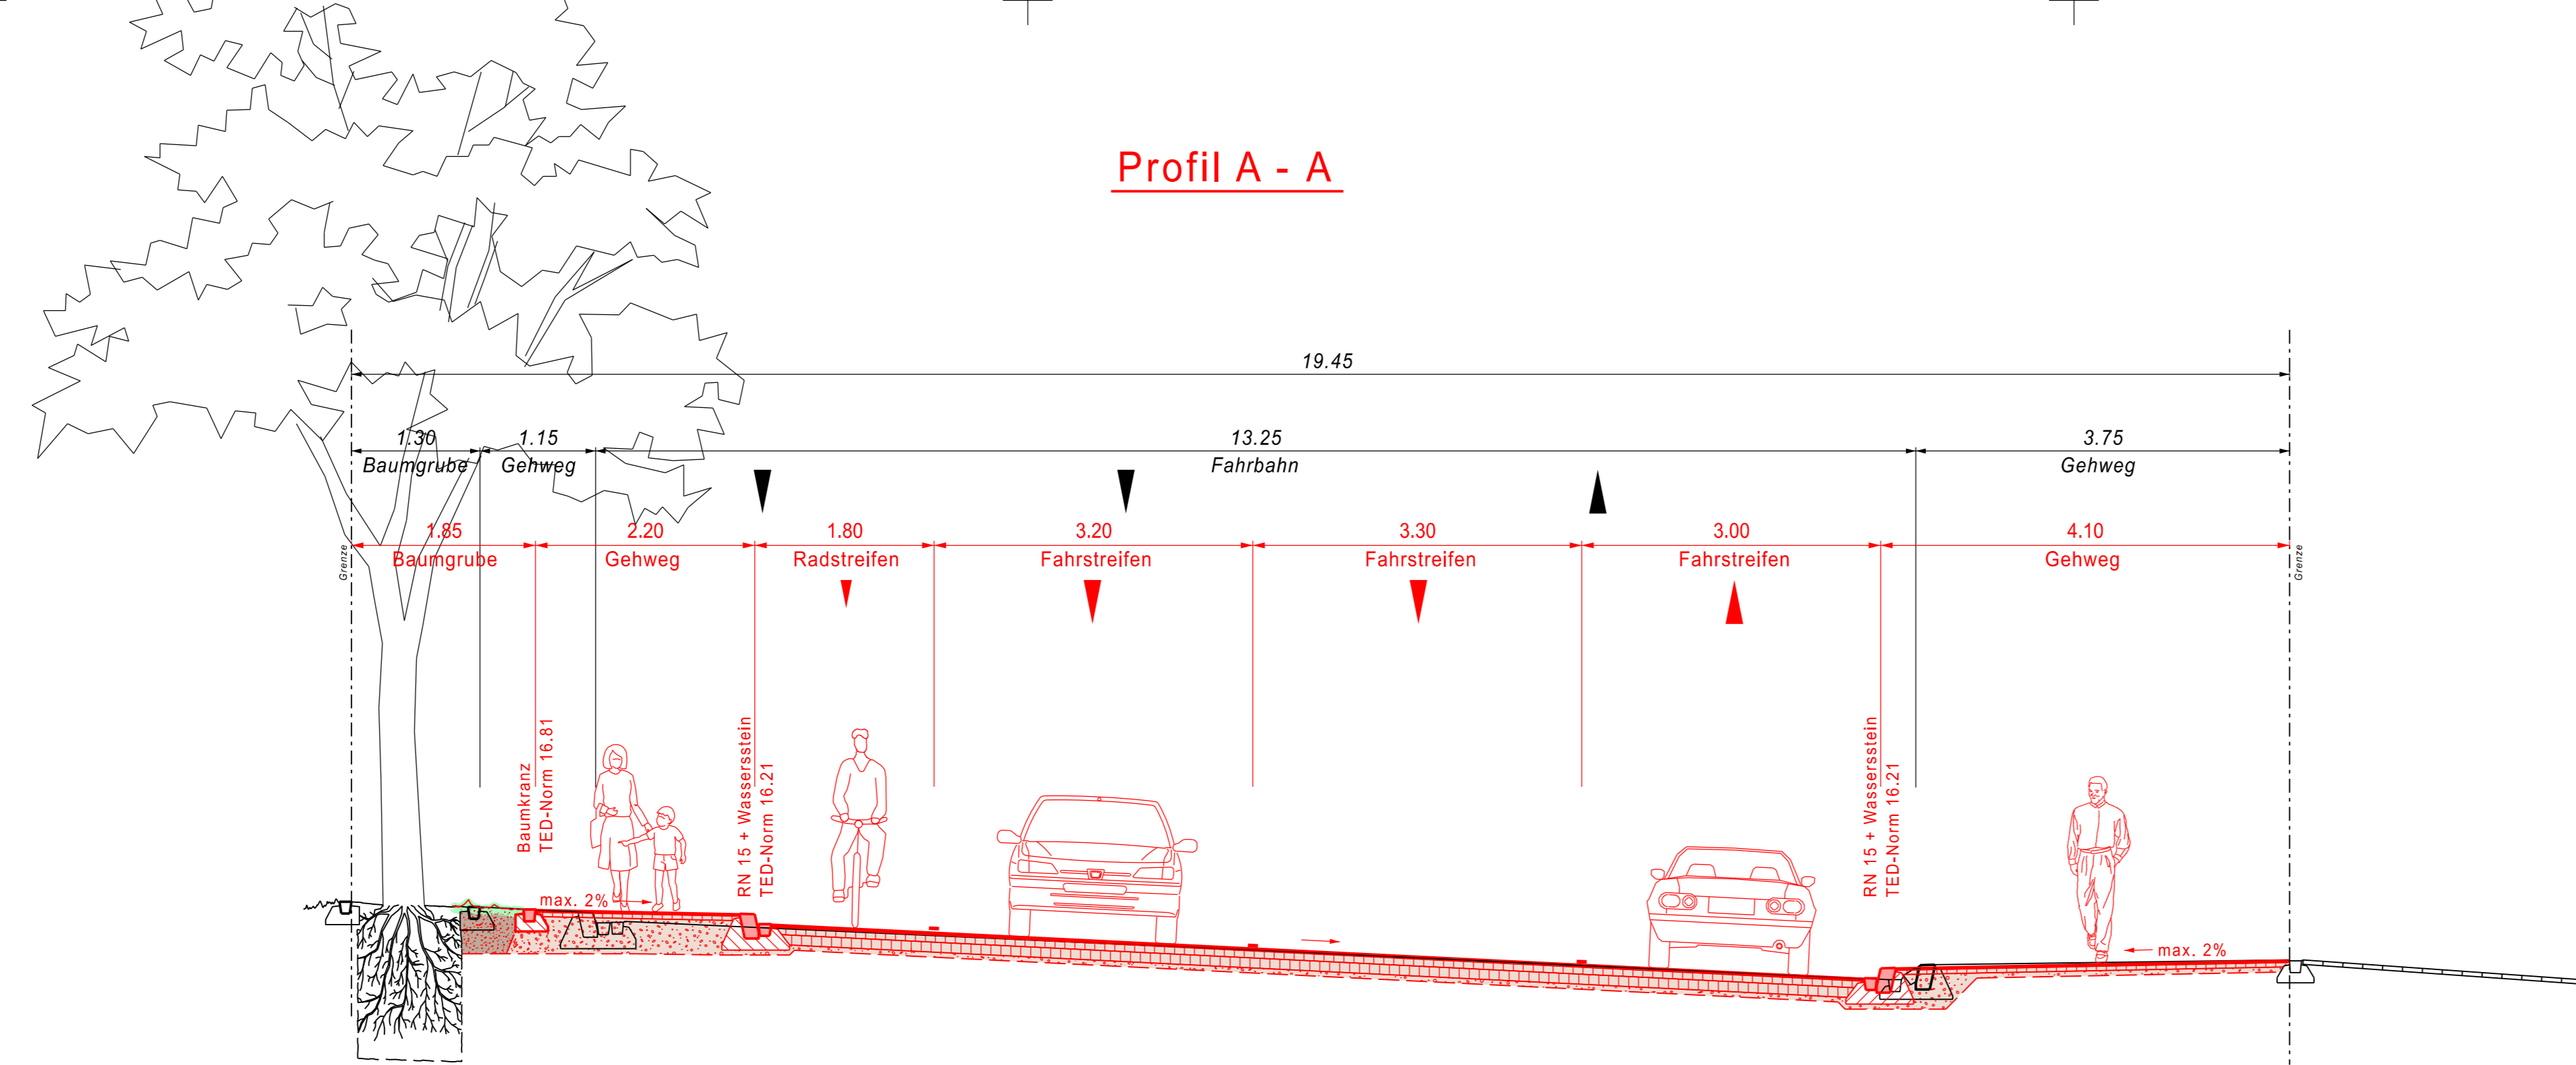 Profil A - A
19.45
1.30
1.15
13.25
3.75
Baumgrube
Gehweg
Fahrbahn
Gehweg
1.85
2.20
1.80
3.20
3.30
3.00
4.10
Baumgrube
Gehweg
Radstreifen
Fahrstreifen
Fahrstreifen
Fahrstreifen
Gehweg
Grenze
Grenze
Baumkranz
TED-Norm 16.81
RN 15 + Wassersstein
TED-Norm 16.21
RN 15 + Wassersstein
TED-Norm 16.21
max. 2%
max. 2%